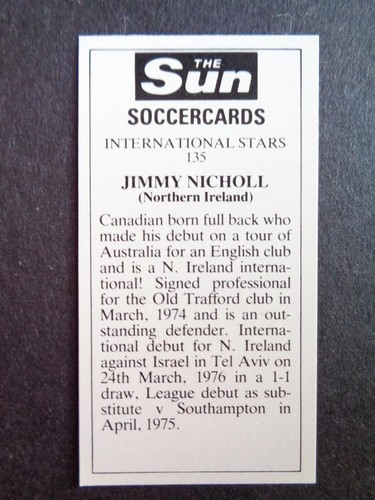 THE
Sun
SOCCERCARDS
INTERNATIONAL STARS
135
JIMMY NICHOLL
(Northern Ireland)
Canadian born full back who
made his debut on a tour of
Australia for an English club
and is a N. Ireland interna-
tional! Signed professional
for the Old Trafford club in
March, 1974 and is an out-
standing defender. Interna-
tional debut for N. Ireland
against Israel in Tel Aviv on
24th March, 1976 in a 1-1
draw, League debut as sub-
stitute v Southampton in
April, 1975.